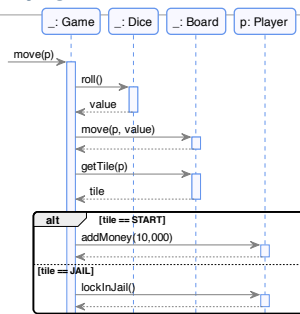 _: Game
_: Dice
_: Board
p: Player
move(p)
roll()
value
move(p, value)
getTile(p)
tile
alt
[tile == START]
addMoney(10,000)
[tile == JAIL]
lockInJail()